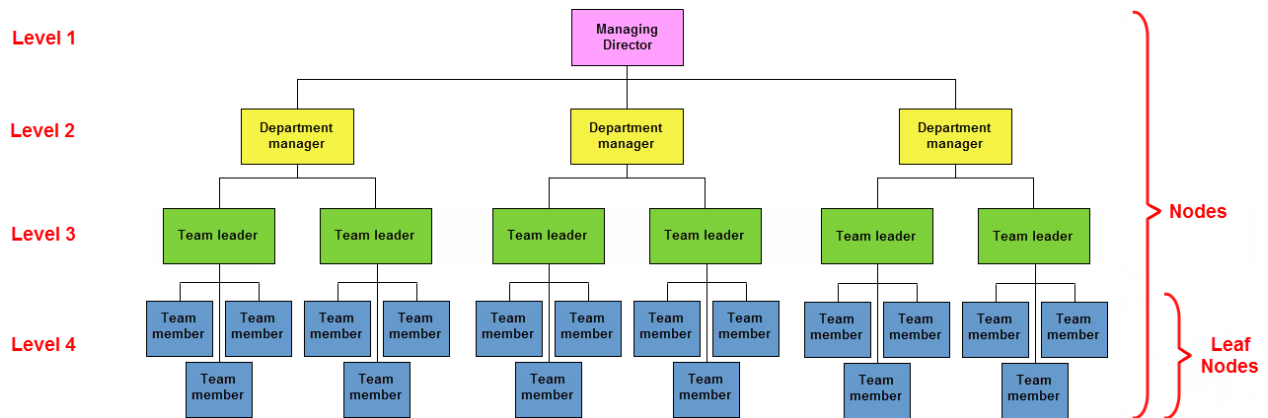 Level 1
Managing
Director
Level 2
Department
manager
Department
manager
Department
manager
Level 3
Team leader
Team leader
Team leader
Team leader
Team leader
Team leader
Nodes
Level 4
Team
member
Team
member
Team
member
Team
member
Team
member
Team
member
Team
member
Team
member
Team
member
Team
member
Team
member
Team
member
Team
member
Team
member
Team
member
Team
member
Team
member
Team
member
Leaf
Nodes